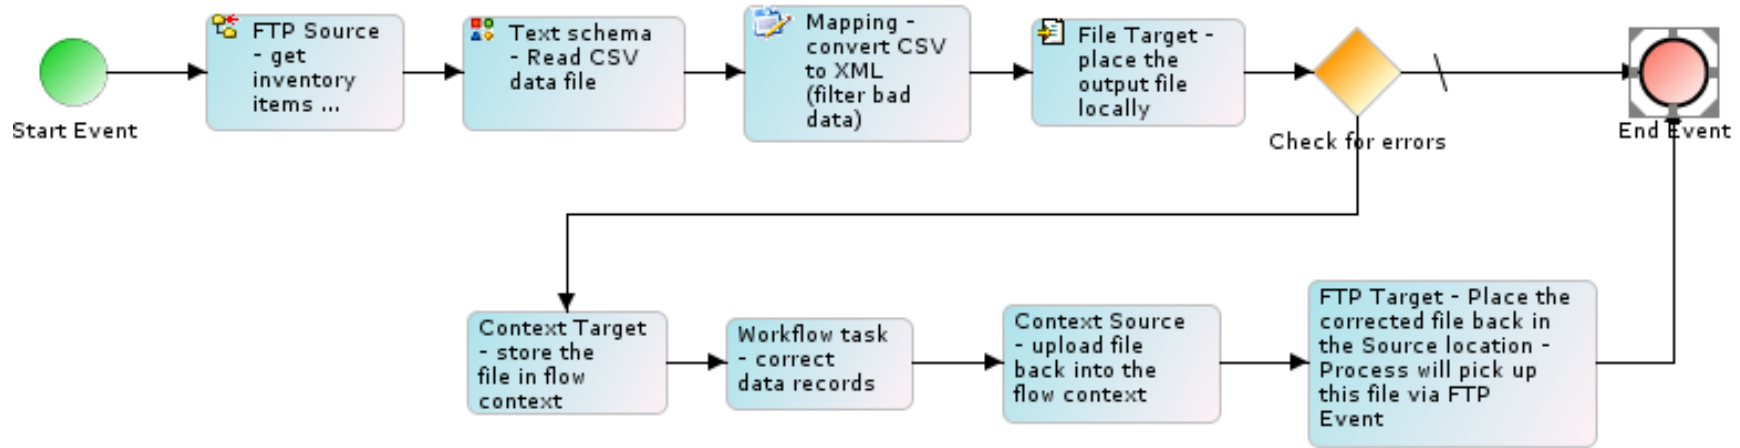 Start Event
FTP Source
- get
inventory
items ...
Text schema
- Read CSV
data file
Mapping -
convert CSV
to XML
(filter bad
data)
File Target -
place the
output file
locally
Check for errors
End Event
Context Target
- store the
file in flow
context
Workflow task
- correct
data records
Context Source
- upload file
back into the
flow context
FTP Target - Place the
corrected file back in
the Source location -
Process will pick up
this file via FTP
Event